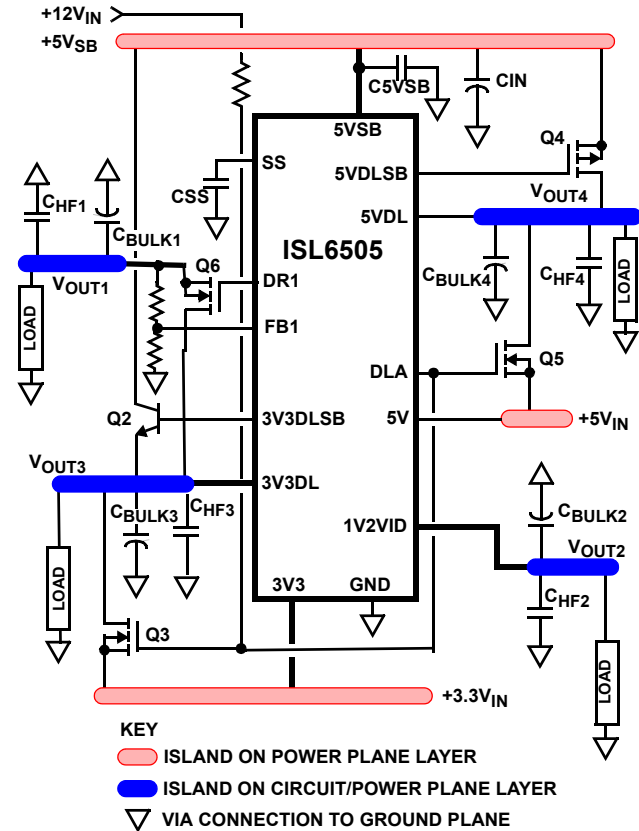 +12VIN
+5VSB
C5VSB
CIN
5VSB
Q4
SS
5VDLSB
CSS
CHF1
VOUT4
5VDL
CBULK1
ISL6505
Q6
CBULK4
CHF4
VOUT1
DR1
LOAD
LOAD
FB1
Q5
DLA
Q2
3V3DLSB
5V
+5VIN
VOUT3
3V3DL
CHF3
CBULK3
CBULK2
1V2VID
VOUT2
LOAD
3V3
GND
CHF2
Q3
LOAD
+3.3VIN
KEY
ISLAND ON POWER PLANE LAYER
ISLAND ON CIRCUIT/POWER PLANE LAYER
VIA CONNECTION TO GROUND PLANE